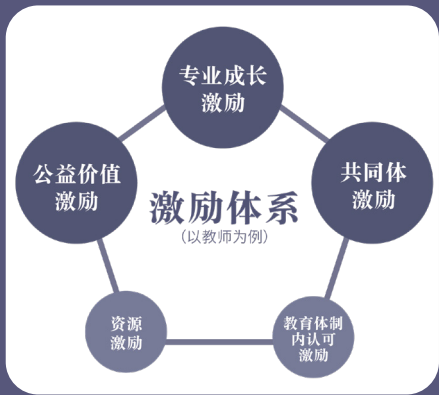 专业成长
激励
公益价值
激励
共同体
激励
激励体系
(以教师为例)
资源
激励
教育体制
内认可
激励